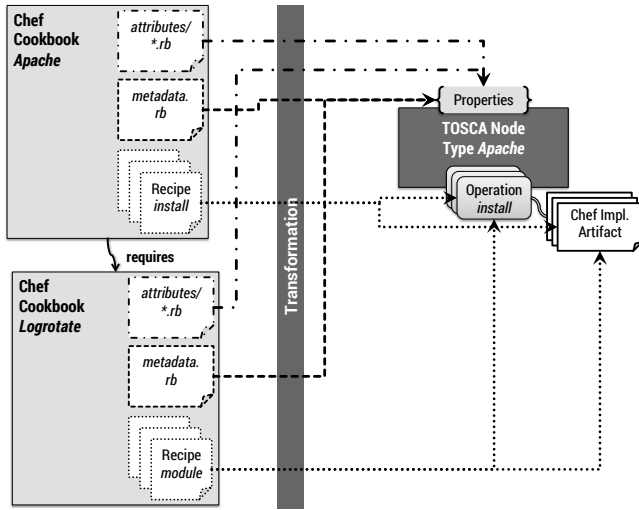 Chef
Cookbook
Apache
attributes/
*.rb
metadata.
rb
Recipe
install
requires
Chef
Cookbook
Logrotate
attributes/
*.rb
metadata.
rb
Recipe
module
Transformation
Properties
TOSCA Node
Type Apache
Operation
install
Chef Impl.
Artifact